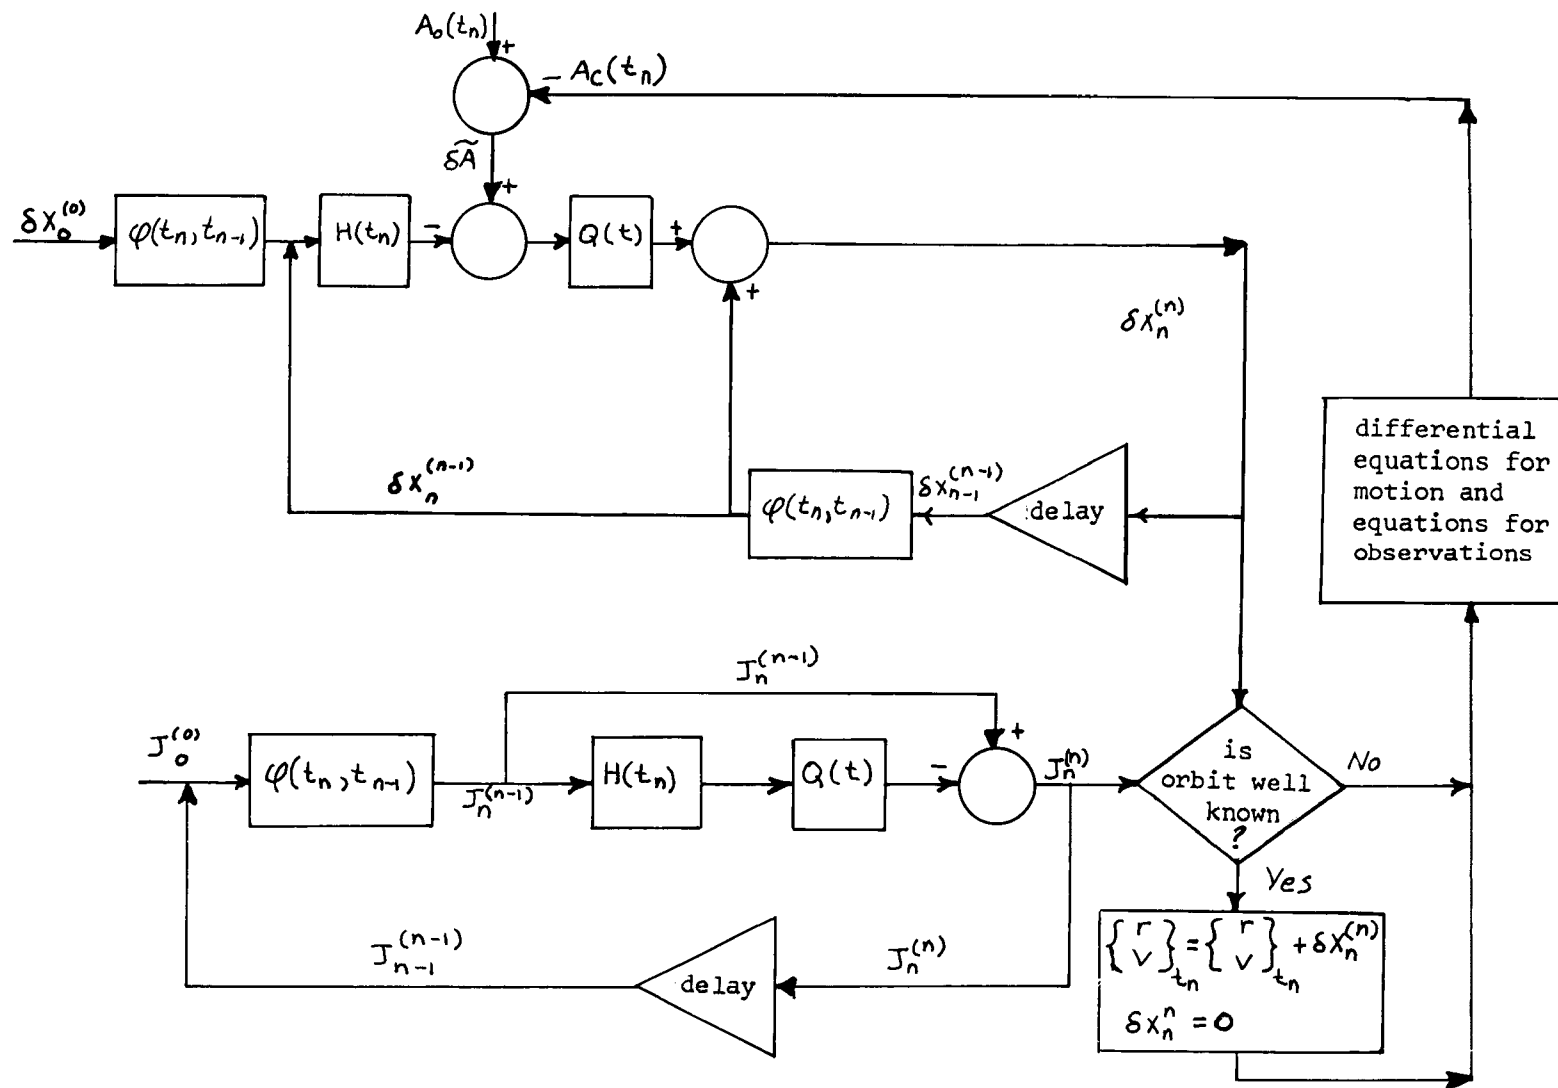 A₀(tₙ)
+
− A_C(tₙ)
δÃ
+
δX₀⁽⁰⁾
φ(tₙ, tₙ₋₁)
H(tₙ)
−
Q(t)
+
+
δXₙ⁽ⁿ⁾
differential
equations for
motion and
equations for
observations
δXₙ⁽ⁿ⁻¹⁾
φ(tₙ, tₙ₋₁)
δXₙ₋₁⁽ⁿ⁻¹⁾
delay
Jₙ⁽ⁿ⁻¹⁾
J₀⁽⁰⁾
φ(tₙ, tₙ₋₁)
Jₙ⁽ⁿ⁻¹⁾
H(tₙ)
Q(t)
−
+
Jₙ⁽ⁿ⁾
is
orbit well
known
?
No
Yes
Jₙ₋₁⁽ⁿ⁻¹⁾
delay
Jₙ⁽ⁿ⁾
{r v}_tₙ = {r v}_tₙ + δXₙ⁽ⁿ⁾
δXₙⁿ = 0